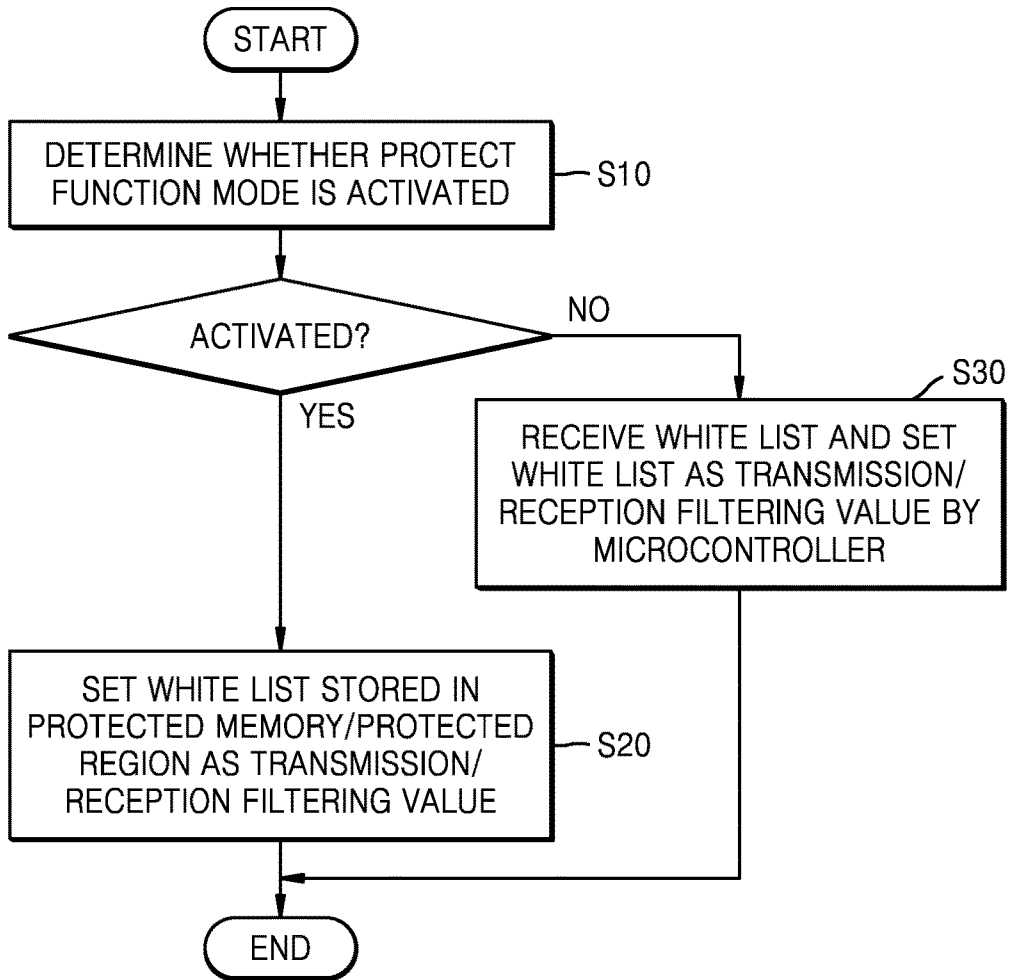 START
DETERMINE WHETHER PROTECT
FUNCTION MODE IS ACTIVATED
S10
ACTIVATED?
NO
YES
S30
RECEIVE WHITE LIST AND SET
WHITE LIST AS TRANSMISSION/
RECEPTION FILTERING VALUE BY
MICROCONTROLLER
SET WHITE LIST STORED IN
PROTECTED MEMORY/PROTECTED
REGION AS TRANSMISSION/
RECEPTION FILTERING VALUE
S20
END